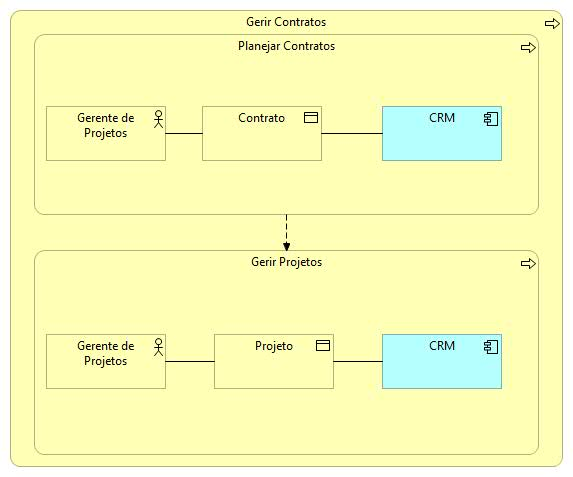 Gerir Contratos
Planejar Contratos
Gerente de
Projetos
Contrato
CRM
Gerir Projetos
Gerente de
Projetos
Projeto
CRM